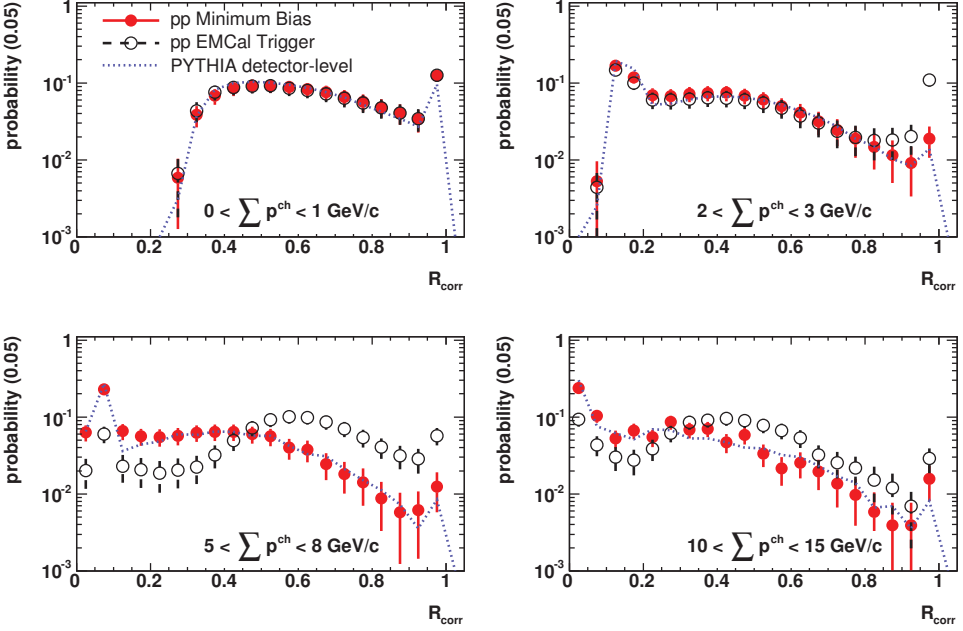 pp Minimum Bias
pp EMCal Trigger
PYTHIA detector-level
probability (0.05)
1
10^-1
10^-2
10^-3
0 < ∑ p^ch < 1 GeV/c
0 0.2 0.4 0.6 0.8 1
R_corr
probability (0.05)
1
10^-1
10^-2
10^-3
2 < ∑ p^ch < 3 GeV/c
0 0.2 0.4 0.6 0.8 1
R_corr
probability (0.05)
1
10^-1
10^-2
10^-3
5 < ∑ p^ch < 8 GeV/c
0 0.2 0.4 0.6 0.8 1
R_corr
probability (0.05)
1
10^-1
10^-2
10^-3
10 < ∑ p^ch < 15 GeV/c
0 0.2 0.4 0.6 0.8 1
R_corr